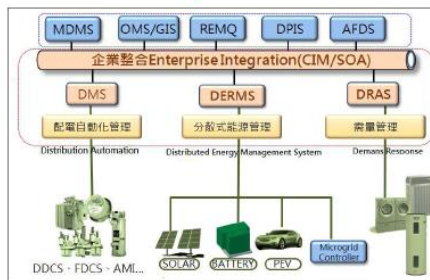 MDMS OMS/GIS REMQ DPIS AFDS
企業整合Enterprise Integration(CIM/SOA)
DMS DERMS DRAS
配電自動化管理 分散式能源管理 需量管理
Distribution Automation Distributed Energy Management System Demans Response
SOLAR BATTERY PEV Microgrid
Controller
DDCS、FDCS、AMI...